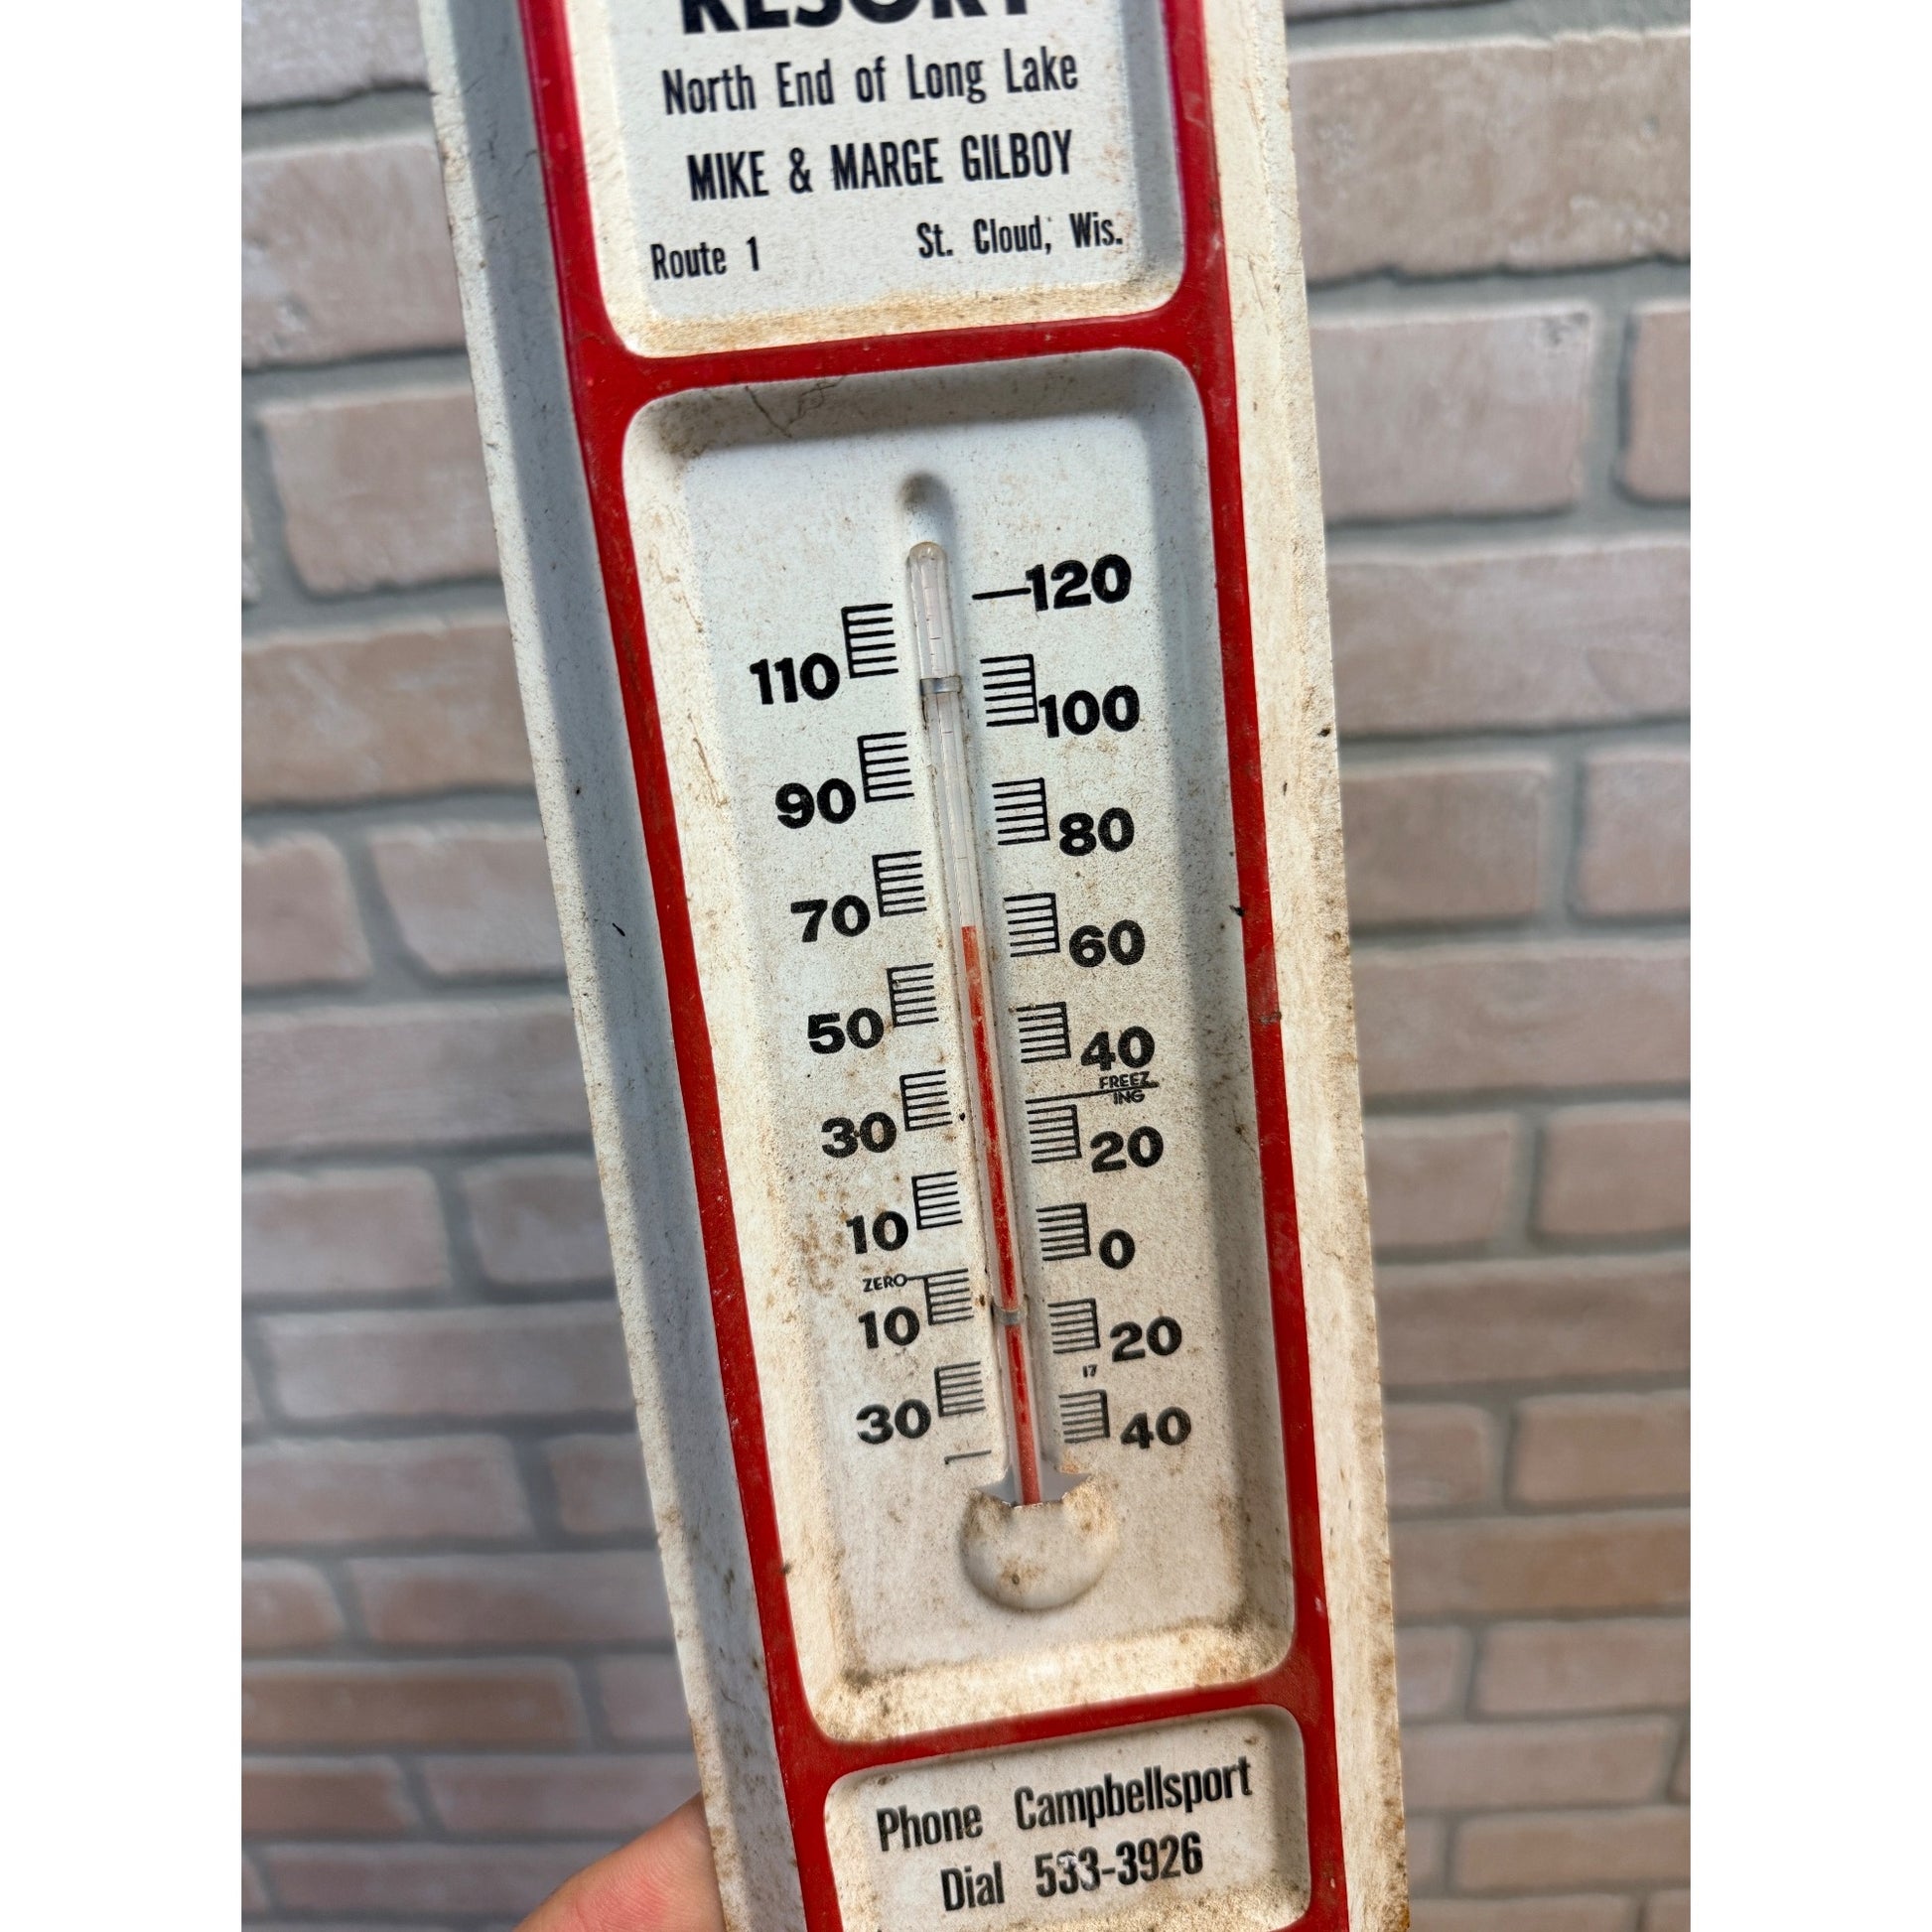 RESORT
North End of Long Lake
MIKE & MARGE GILBOY
Route 1 St. Cloud, Wis.
120
110
100
90
80
70
60
50
40
FREEZ
ING
30
20
10
0
ZERO
10
20
17
30
40
Phone Campbellsport
Dial 533-3926